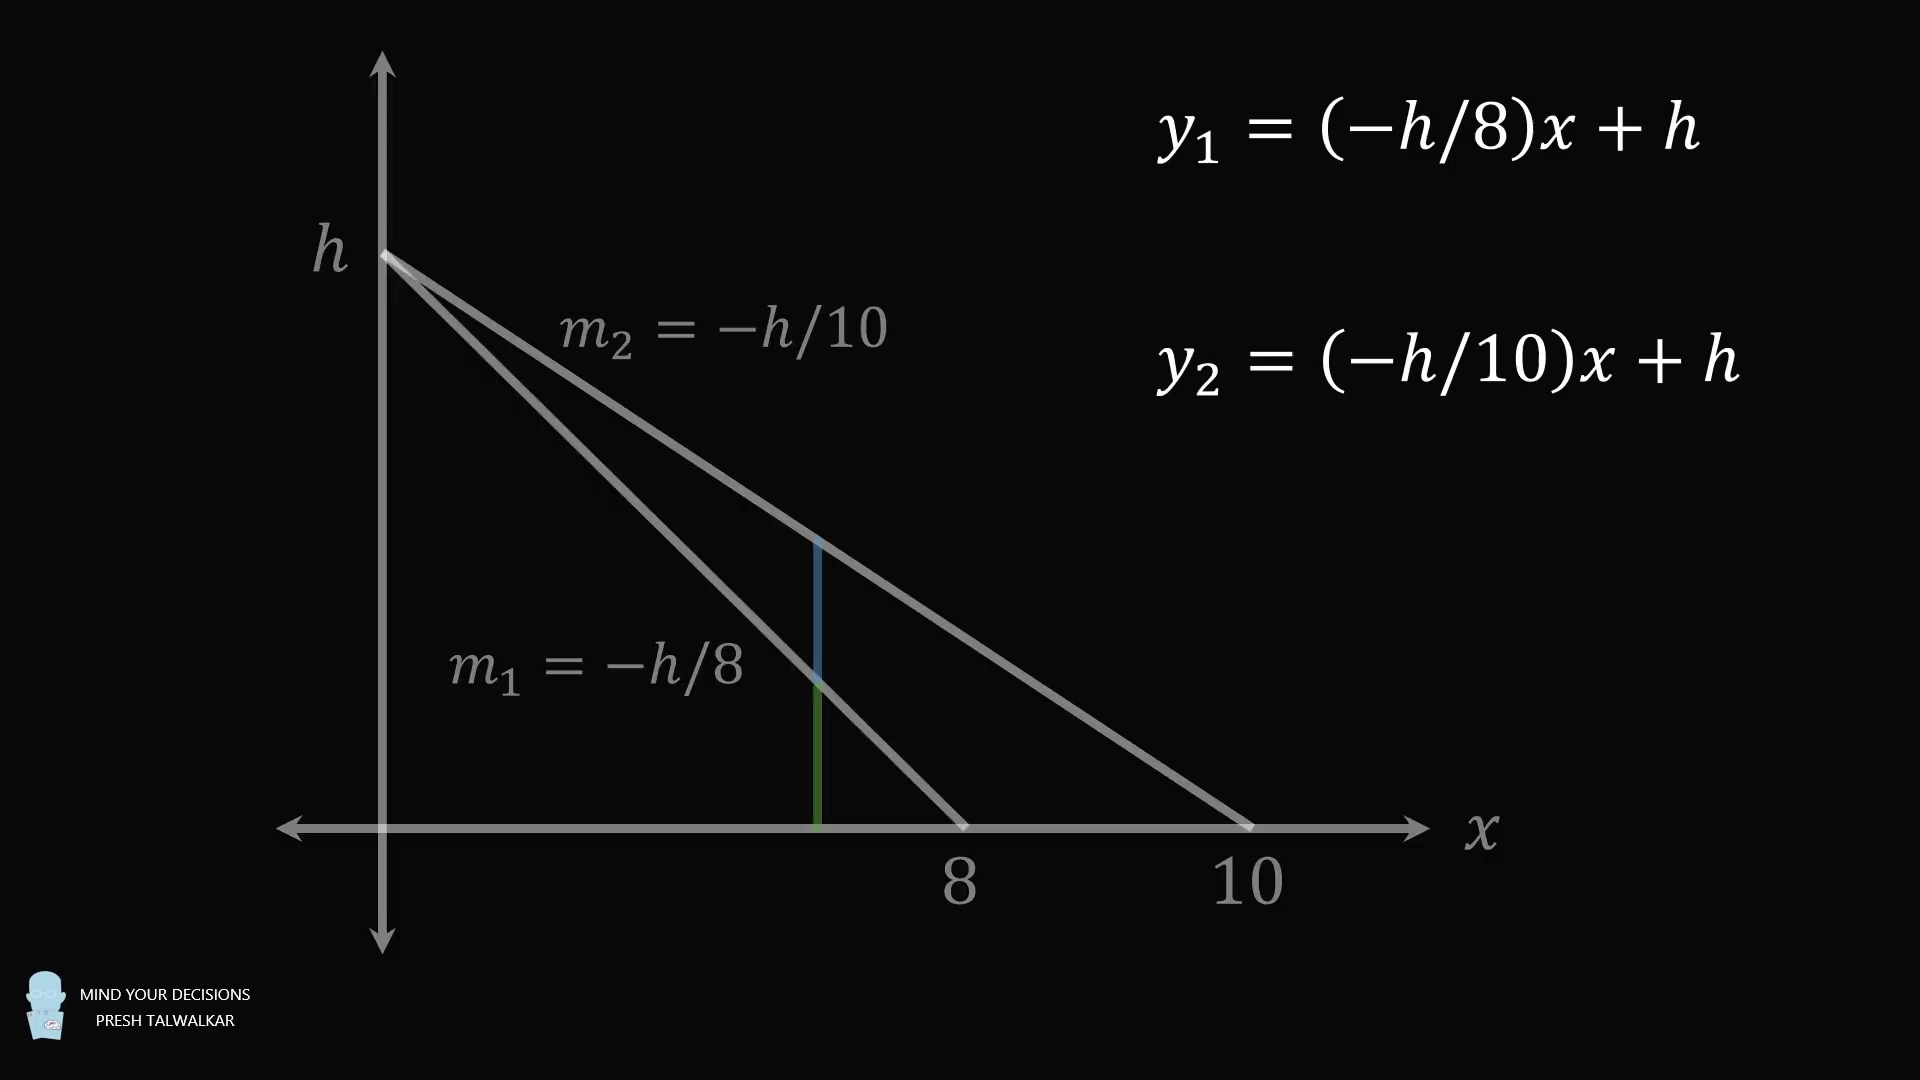 y₁ = (−h/8)x + h
h
m₂ = −h/10
y₂ = (−h/10)x + h
m₁ = −h/8
x
8
10
MIND YOUR DECISIONS
PRESH TALWALKAR